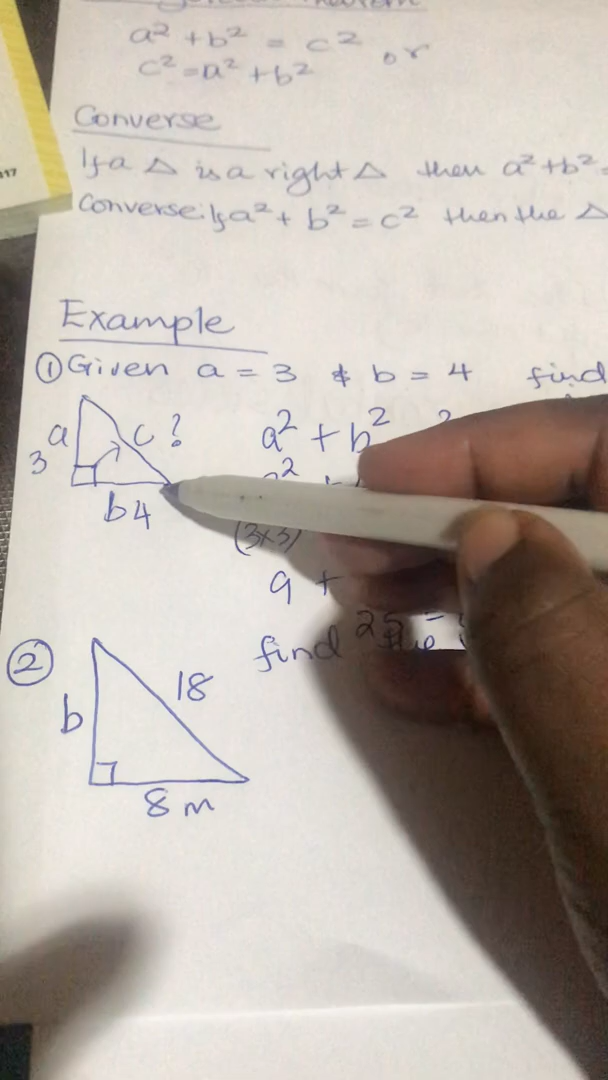 a² + b² = c² or
c² = a² + b²
Converse
If a △ is a right △ then a² + b² =
Converse: If a² + b² = c² then the △
Example
① Given a = 3 & b = 4 find
a c ? a² + b²
3
b 4
(3×3)
9 +
② find
18
b
8 m
117